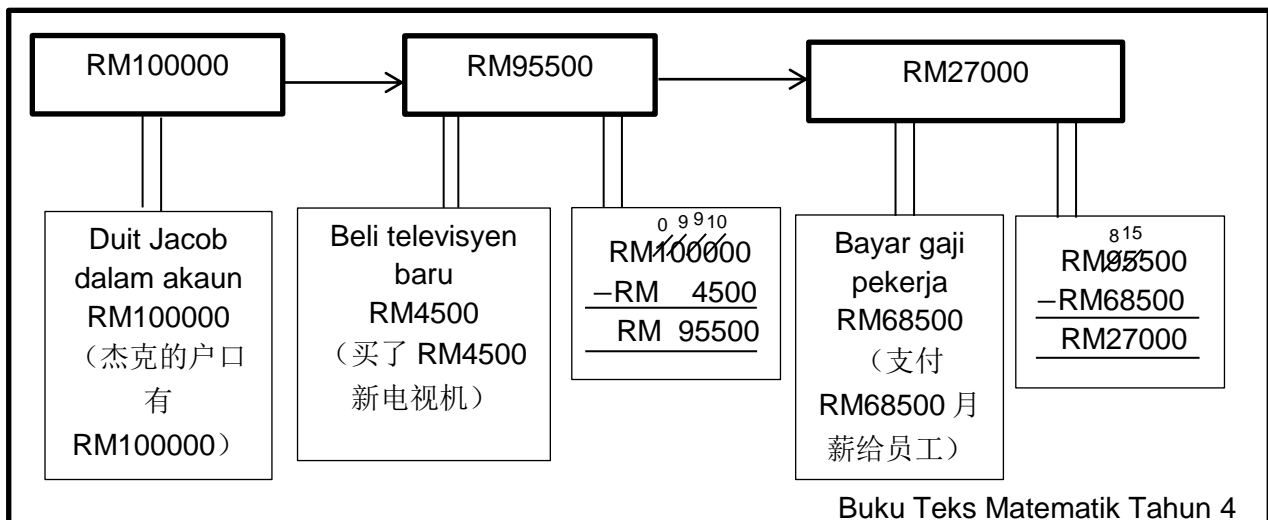 RM100000
RM95500
RM27000
Duit Jacob
dalam akaun
RM100000
（杰克的户口
有
RM100000）
Beli televisyen
baru
RM4500
（买了 RM4500
新电视机）
0 9 9 10
RM100000
–RM 4500
RM 95500
Bayar gaji
pekerja
RM68500
（支付
RM68500 月
薪给员工）
8 15
RM95500
–RM68500
RM27000
Buku Teks Matematik Tahun 4